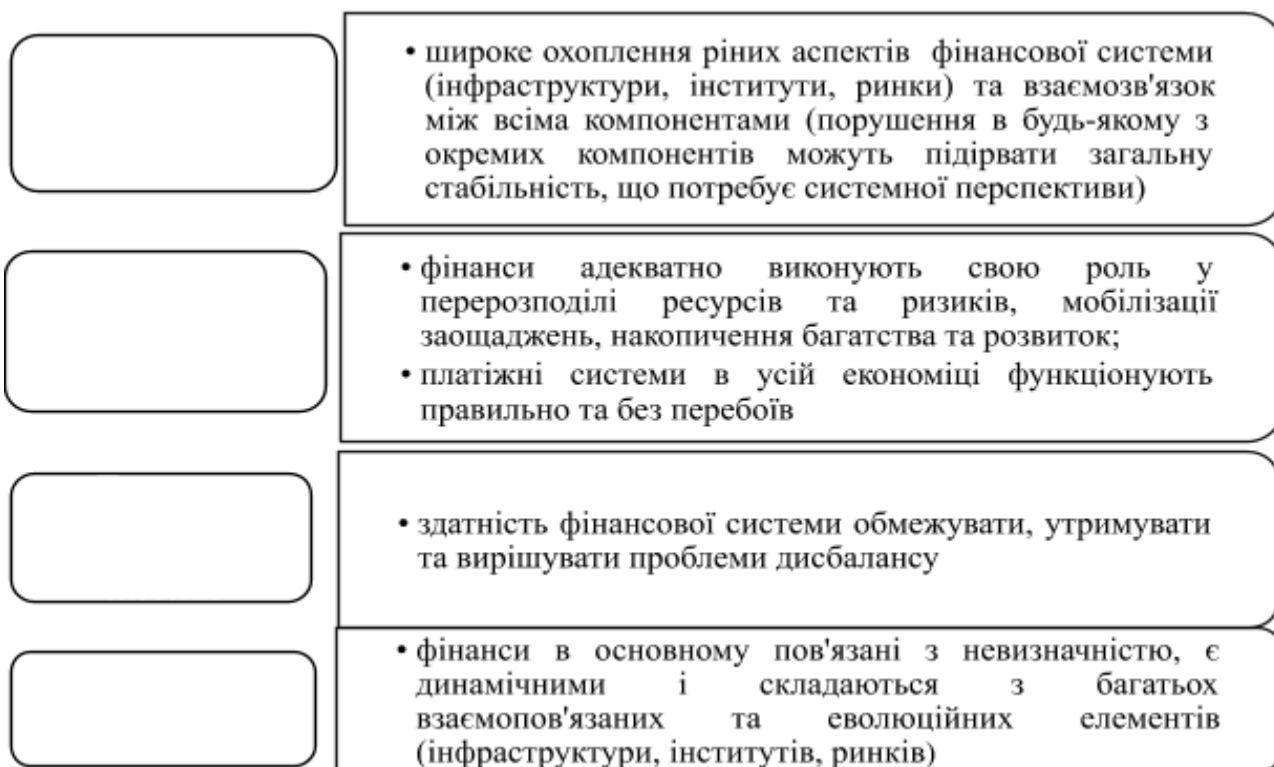 • широке охоплення ріних аспектів фінансової системи
(інфраструктури, інститути, ринки) та взаємозв'язок
між всіма компонентами (порушення в будь-якому з
окремих компонентів можуть підірвати загальну
стабільність, що потребує системної перспективи)
• фінанси адекватно виконують свою роль у
перерозподілі ресурсів та ризиків, мобілізації
заощаджень, накопичення багатства та розвиток;
• платіжні системи в усій економіці функціонують
правильно та без перебоїв
• здатність фінансової системи обмежувати, утримувати
та вирішувати проблеми дисбалансу
• фінанси в основному пов'язані з невизначністю, є
динамічними і складаються з багатьох
взаємопов'язаних та еволюційних елементів
(інфраструктури, інститутів, ринків)